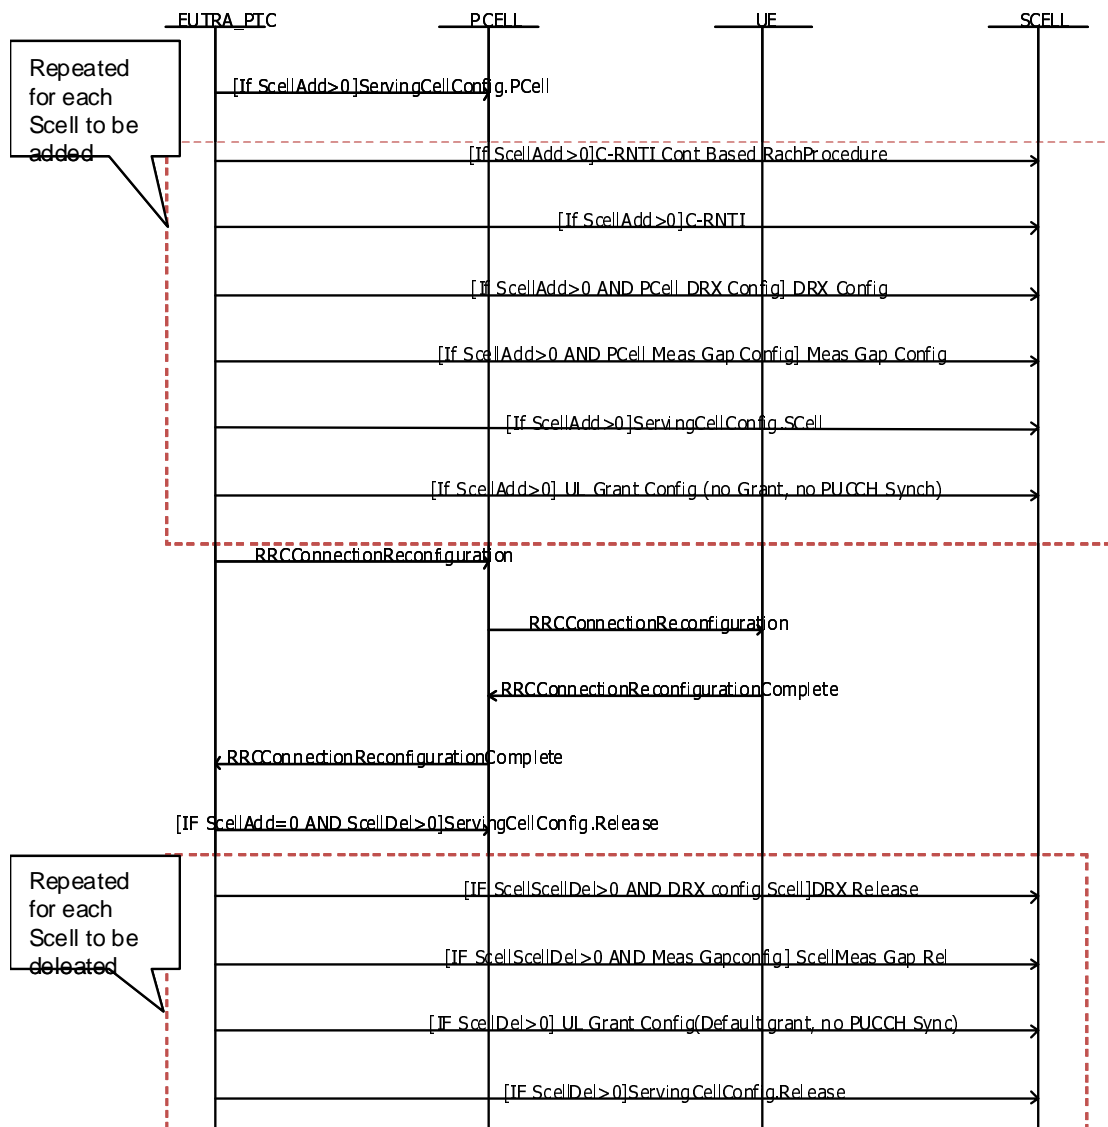 EUTRA_PTC PCELL UE SCELL
Repeated
for each
Scell to be
added
[If ScellAdd>0]ServingCellConfig.PCell
[If ScellAdd>0]C-RNTI Cont Based RachProcedure
[If ScellAdd>0]C-RNTI
[If ScellAdd>0 AND PCell DRX Config] DRX Config
[If ScellAdd>0 AND PCell Meas Gap Config] Meas Gap Config
[If ScellAdd>0]ServingCellConfig.SCell
[If ScellAdd>0] UL Grant Config (no Grant, no PUCCH Synch)
RRCConnectionReconfiguration
RRCConnectionReconfiguration
RRCConnectionReconfigurationComplete
RRCConnectionReconfigurationComplete
[IF ScellAdd=0 AND ScellDel>0]ServingCellConfig.Release
Repeated
for each
Scell to be
deleated
[IF ScellScellDel>0 AND DRX config Scell]DRX Release
[IF ScellScellDel>0 AND Meas Gapconfig] ScellMeas Gap Rel
[IF ScellDel>0] UL Grant Config(Default grant, no PUCCH Sync)
[IF ScellDel>0]ServingCellConfig.Release